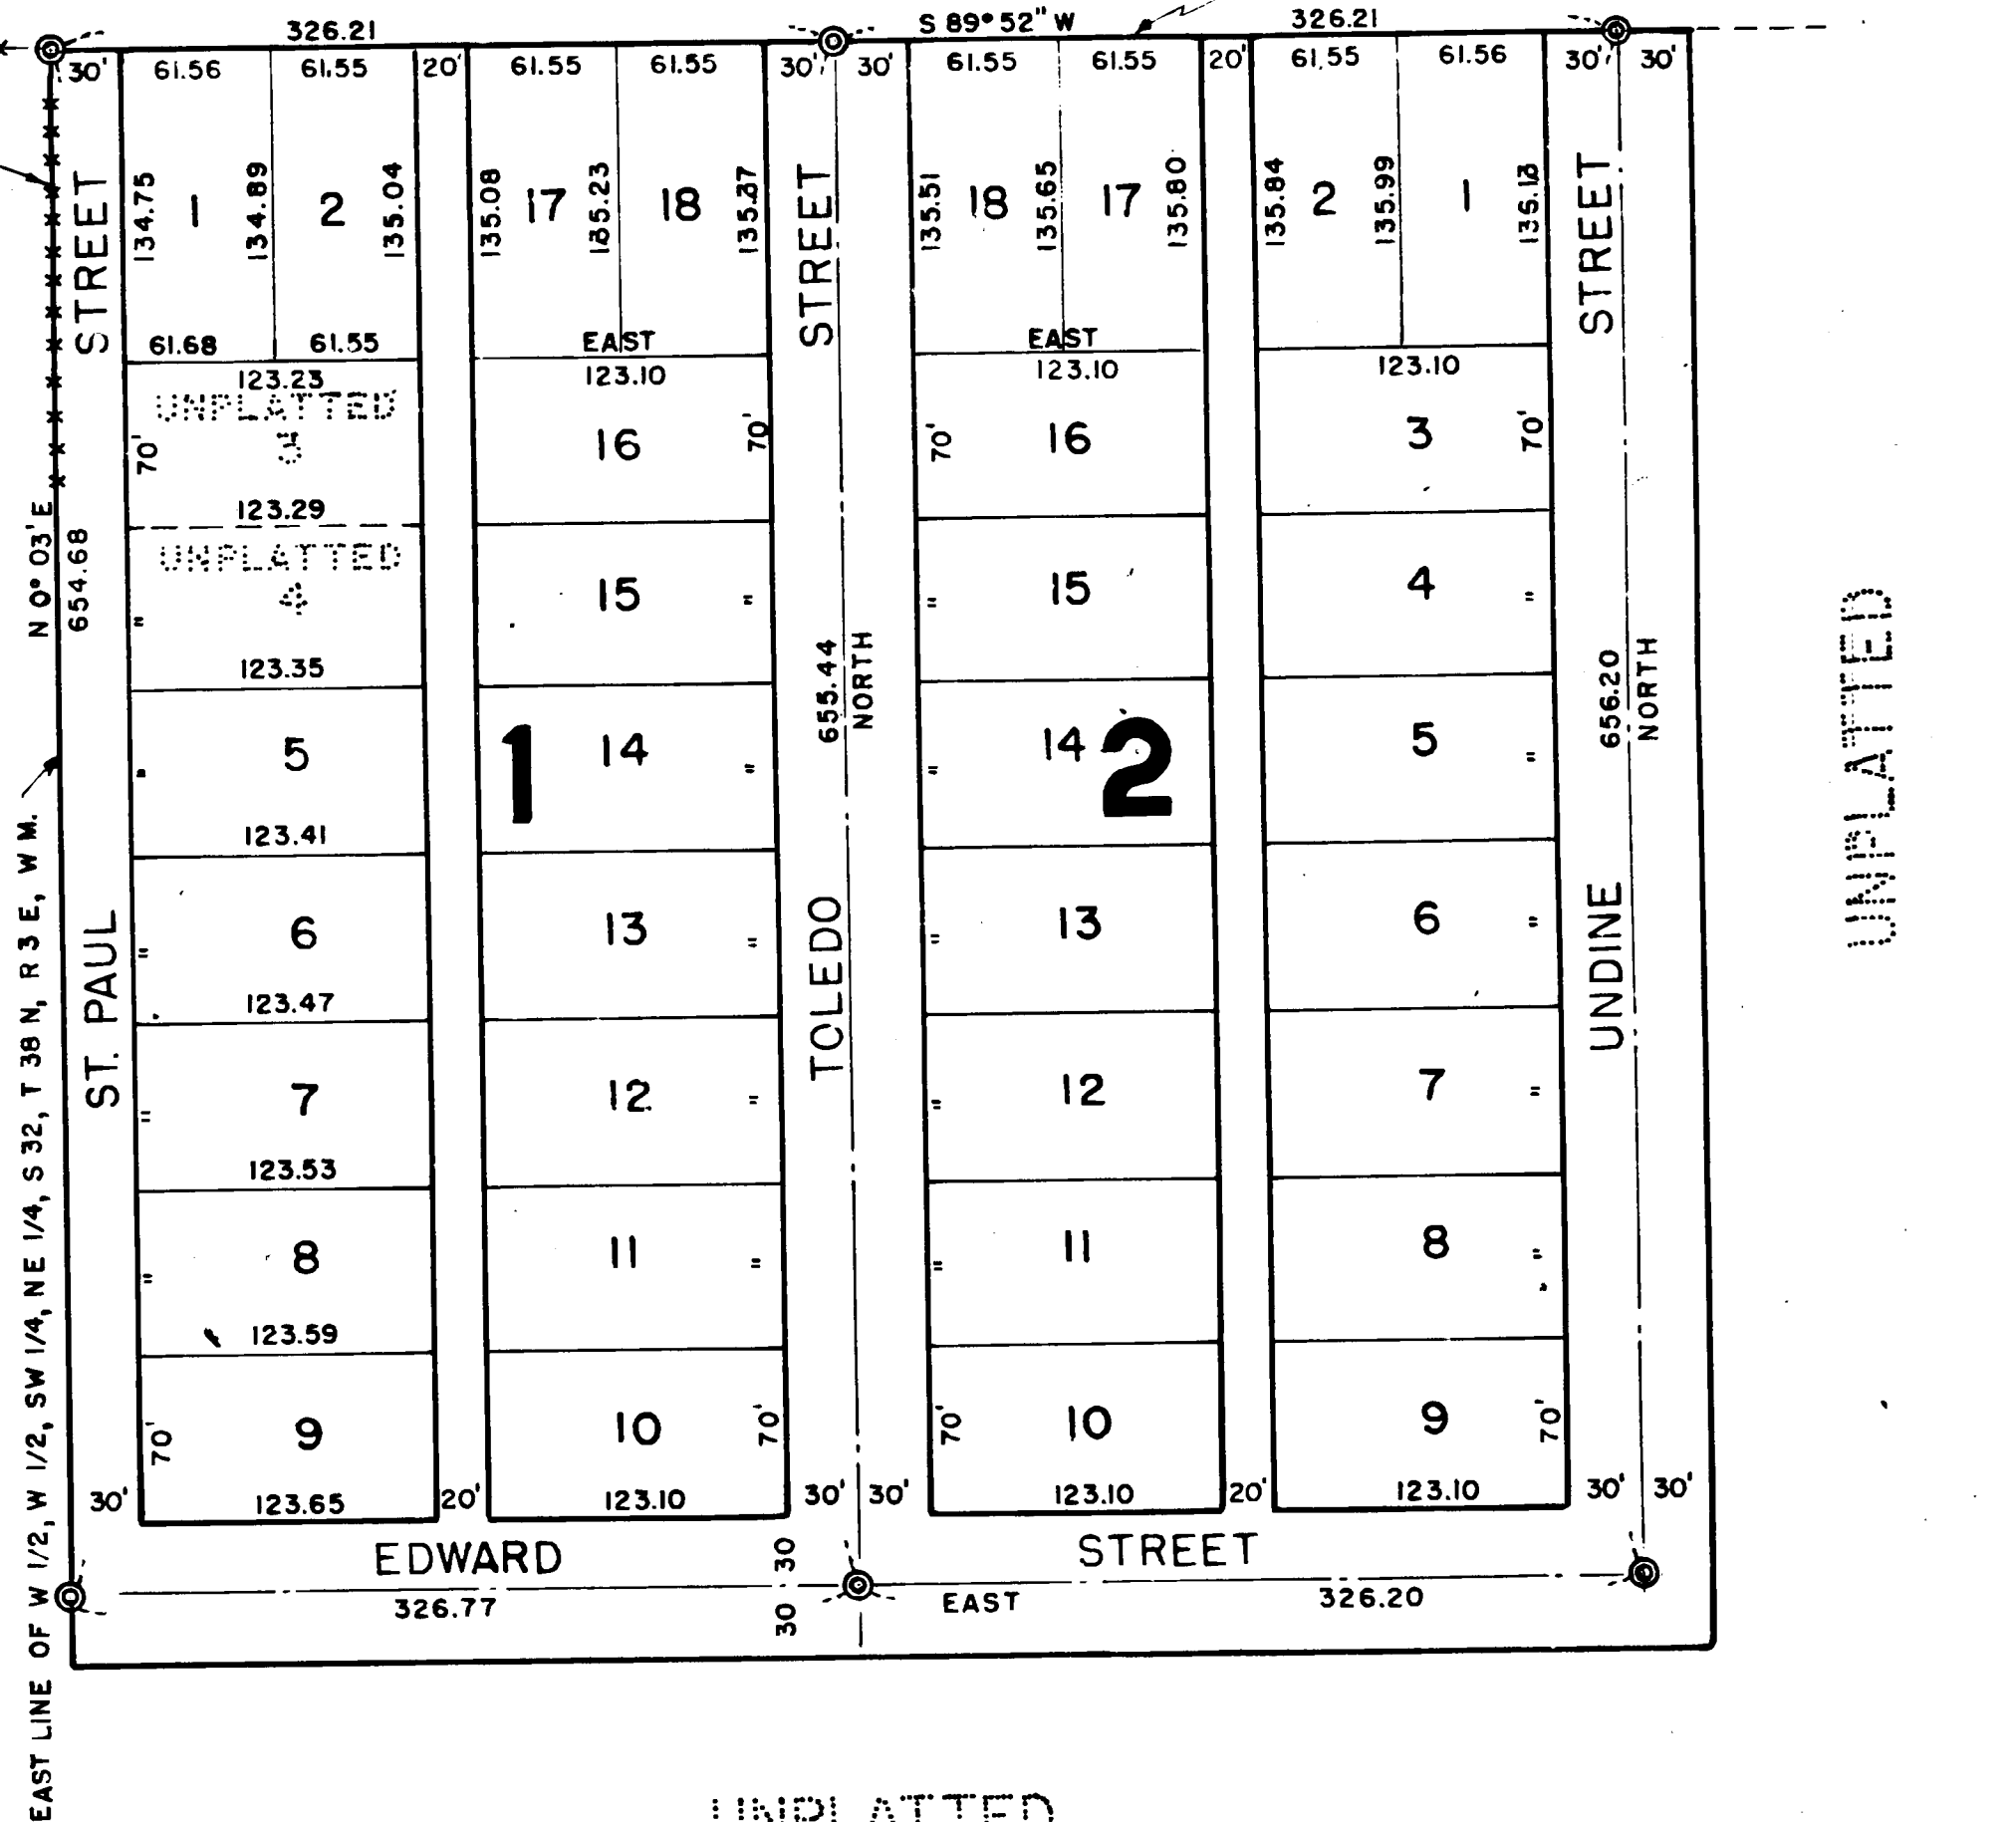 326.21 S 89° 52" W 326.21
30' 61.56 61.55 20' 61.55 61.55 30' 30' 61.55 61.55 20' 61.55 61.56 30' 30'
STREET 134.75 1 134.89 2 135.04 135.08 17 135.23 18 135.37 STREET 135.51 18 135.65 17 135.80 135.84 2 135.99 1 136.13 STREET
61.68 61.55 EAST EAST
123.23 123.10 123.10 123.10
UNPLATTED
70' 3 16 70' 70' 16 3 70'
123.29
N 0° 03' E
654.68
UNPLATTED
" 4 15 " " 15 4 "
123.35
655.44
NORTH
656.20
NORTH
UNPLATTED
" 5 1 14 " " 14 2 5 "
123.41
ST. PAUL " 6 13 " TOLEDO " 13 6 " UNDINE
123.47
" 7 12 " " 12 7 "
123.53
" 8 11 " " 11 8 "
123.59
70' 9 10 70' 70' 10 9 70'
30' 123.65 20' 123.10 30' 30' 123.10 20' 123.10 30' 30'
EDWARD 30 STREET
326.77 30 EAST 326.20
EAST LINE OF W 1/2, W 1/2, SW 1/4, NE 1/4, S 32, T 38 N, R 3 E, W M.
UNPLATTED